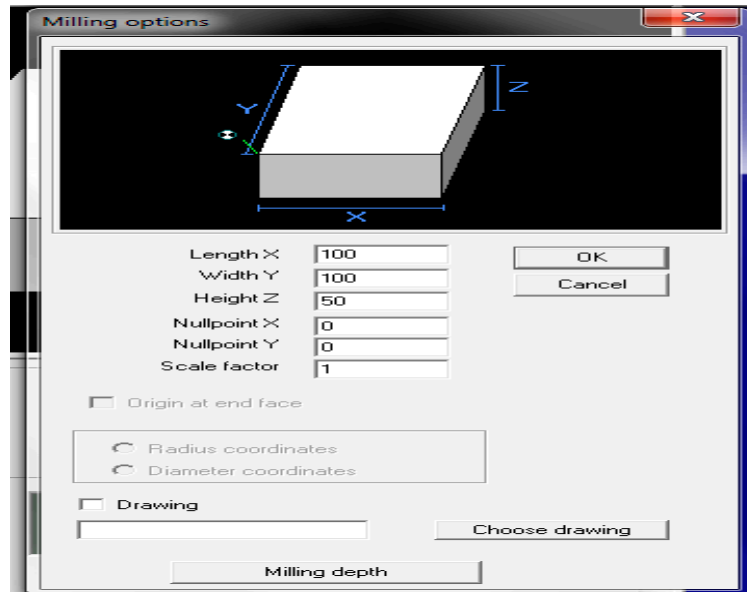 Milling options
Y
Z
X
Length X 100
OK
Width Y 100
Cancel
Height Z 50
Nullpoint X 0
Nullpoint Y 0
Scale factor 1
Origin at end face
Radius coordinates
Diameter coordinates
Drawing
Choose drawing
Milling depth